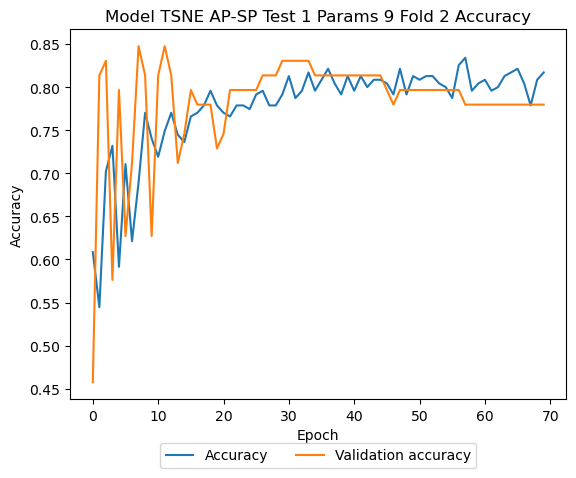 Model TSNE AP-SP Test 1 Params 9 Fold 2 Accuracy
0.85
0.80
0.75
0.70
0.65
0.60
0.55
0.50
0.45
Accuracy
0 10 20 30 40 50 60 70
Epoch
Accuracy Validation accuracy